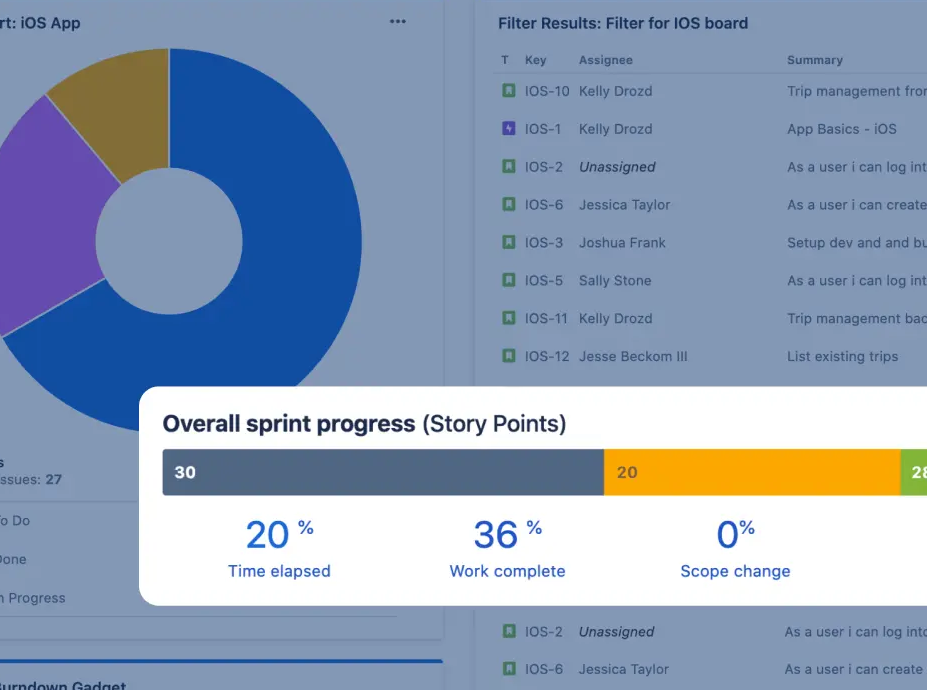 rt: iOS App
Filter Results: Filter for IOS board
T Key Assignee Summary
IOS-10 Kelly Drozd Trip management fron
IOS-1 Kelly Drozd App Basics - iOS
IOS-2 Unassigned As a user i can log int
IOS-6 Jessica Taylor As a user i can create
IOS-3 Joshua Frank Setup dev and and bu
IOS-5 Sally Stone As a user i can log int
IOS-11 Kelly Drozd Trip management bac
IOS-12 Jesse Beckom III List existing trips
s
ssues: 27
o Do
Done
n Progress
Overall sprint progress (Story Points)
30 20 28
20 % 36 % 0%
Time elapsed Work complete Scope change
IOS-2 Unassigned As a user i can log into
IOS-6 Jessica Taylor As a user i can create
Burndown Gadget